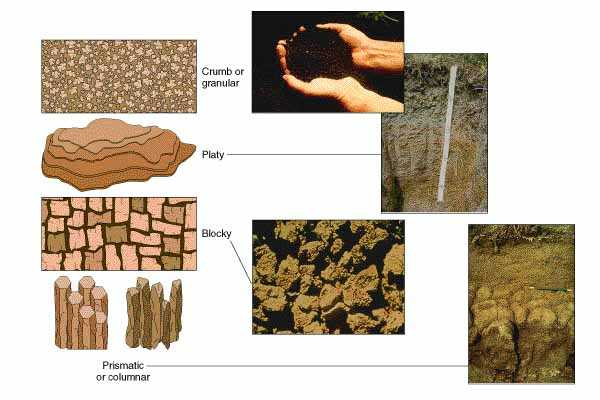 Crumb or
granular
Platy
Blocky
Prismatic
or columnar